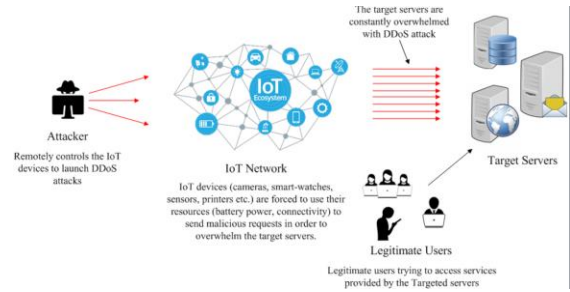 The target servers are
constantly overwhelmed
with DDoS attack
IoT
Ecosystem
Attacker
Remotely controls the IoT
devices to launch DDoS
attacks
IoT Network
IoT devices (cameras, smart-watches,
sensors, printers etc.) are forced to use their
resources (battery power, connectivity) to
send malicious requests in order to
overwhelm the target servers.
Target Servers
Legitimate Users
Legitimate users trying to access services
provided by the Targeted servers